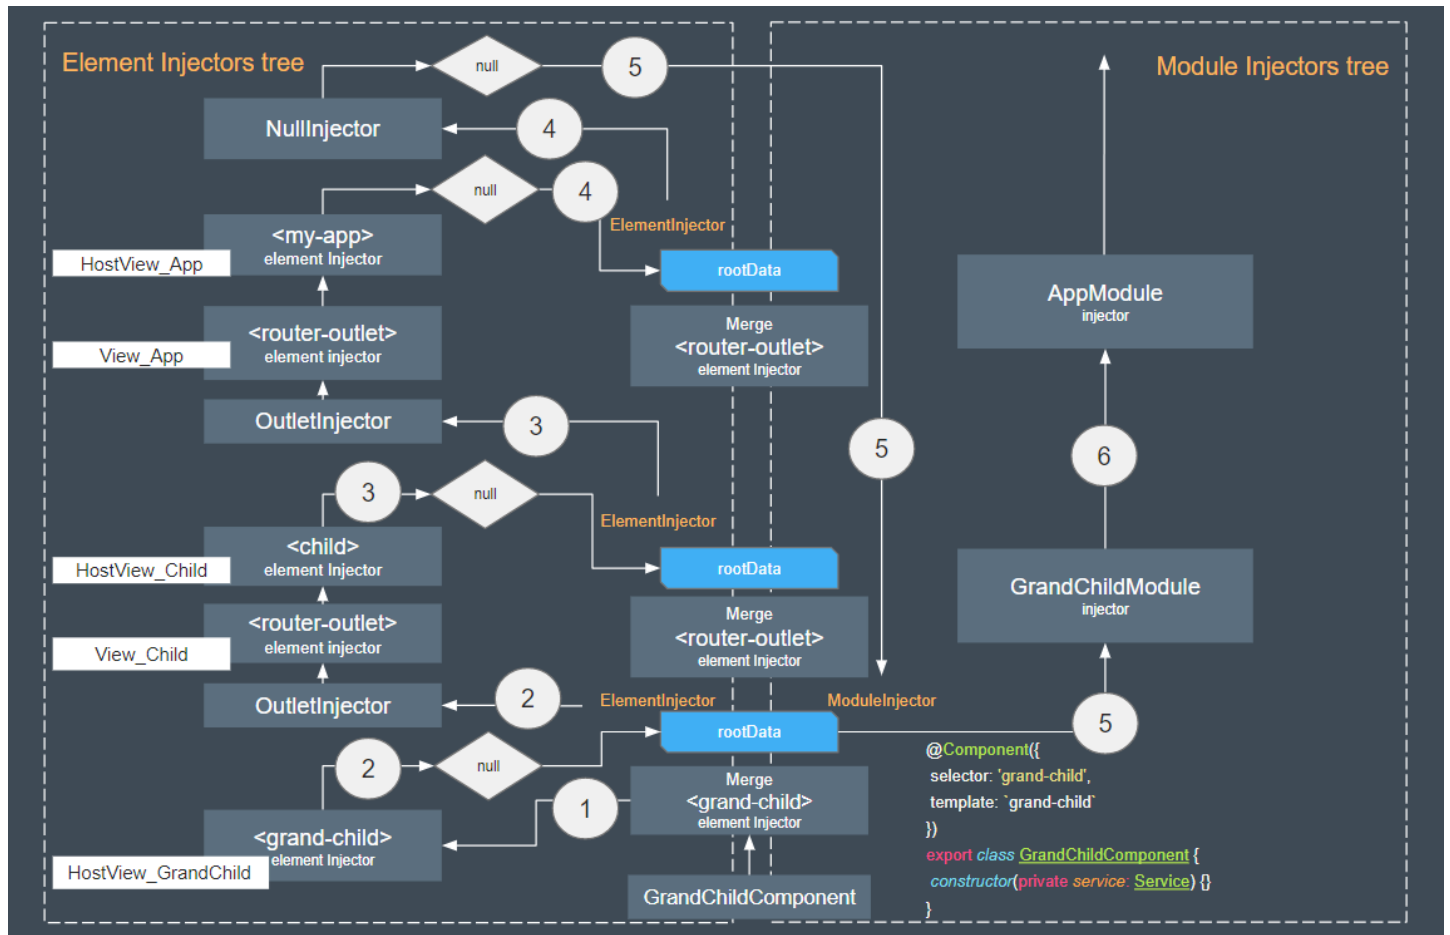 Element Injectors tree
Module Injectors tree
null
5
NullInjector
4
null
4
ElementInjector
<my-app>
element Injector
HostView_App
rootData
AppModule
injector
Merge
<router-outlet>
element Injector
<router-outlet>
element injector
View_App
OutletInjector
3
5
6
3
null
ElementInjector
<child>
element Injector
HostView_Child
rootData
GrandChildModule
injector
Merge
<router-outlet>
element Injector
<router-outlet>
element injector
View_Child
OutletInjector
2
ElementInjector
ModuleInjector
5
rootData
2
null
@Component({
selector: 'grand-child',
template: `grand-child`
})
export class GrandChildComponent {
constructor(private service: Service) {}
}
Merge
<grand-child>
element Injector
1
<grand-child>
element Injector
HostView_GrandChild
GrandChildComponent